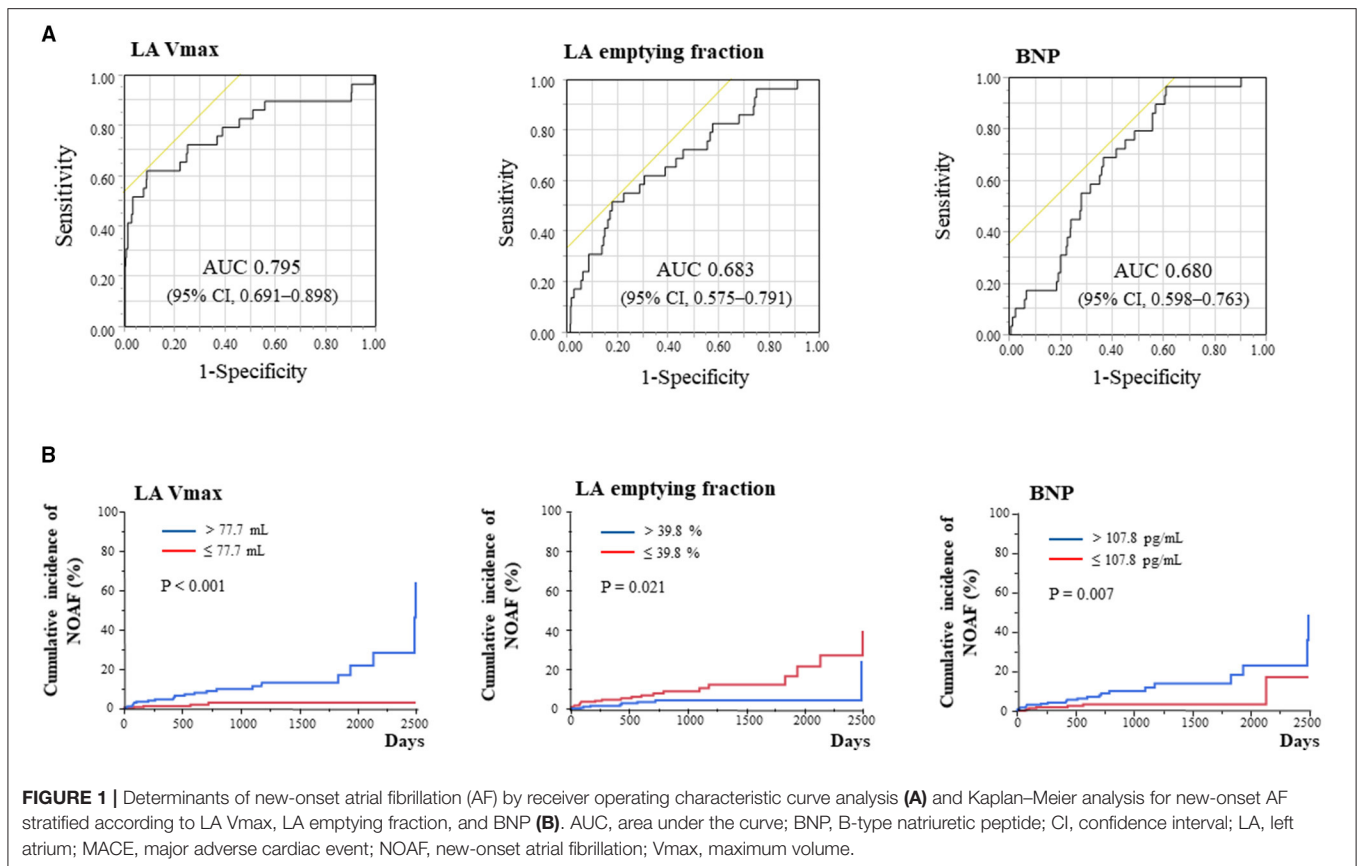 A
LA Vmax
Sensitivity
1.00
0.80
0.60
0.40
0.20
0.00
AUC 0.795
(95% CI, 0.691–0.898)
0.00 0.20 0.40 0.60 0.80 1.00
1-Specificity
LA emptying fraction
Sensitivity
1.00
0.80
0.60
0.40
0.20
0.00
AUC 0.683
(95% CI, 0.575–0.791)
0.00 0.20 0.40 0.60 0.80 1.00
1-Specificity
BNP
Sensitivity
1.00
0.80
0.60
0.40
0.20
0.00
AUC 0.680
(95% CI, 0.598–0.763)
0.00 0.20 0.40 0.60 0.80 1.00
1-Specificity
B
LA Vmax
Cumulative incidence of
NOAF (%)
100
80
60
40
20
0
> 77.7 mL
≤ 77.7 mL
P < 0.001
0 500 1000 1500 2000 2500
Days
LA emptying fraction
Cumulative incidence of
NOAF (%)
100
80
60
40
20
0
> 39.8 %
≤ 39.8 %
P = 0.021
0 500 1000 1500 2000 2500
Days
BNP
Cumulative incidence of
NOAF (%)
100
80
60
40
20
0
> 107.8 pg/mL
≤ 107.8 pg/mL
P = 0.007
0 500 1000 1500 2000 2500
Days
FIGURE 1 | Determinants of new-onset atrial fibrillation (AF) by receiver operating characteristic curve analysis (A) and Kaplan–Meier analysis for new-onset AF
stratified according to LA Vmax, LA emptying fraction, and BNP (B). AUC, area under the curve; BNP, B-type natriuretic peptide; CI, confidence interval; LA, left
atrium; MACE, major adverse cardiac event; NOAF, new-onset atrial fibrillation; Vmax, maximum volume.